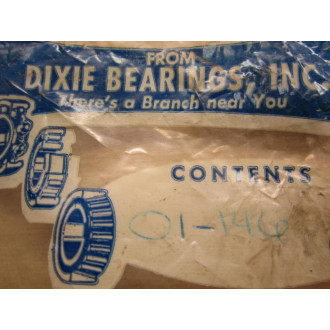 FROM
DIXIE BEARINGS, INC
There's a Branch near You
CONTENTS
01-146